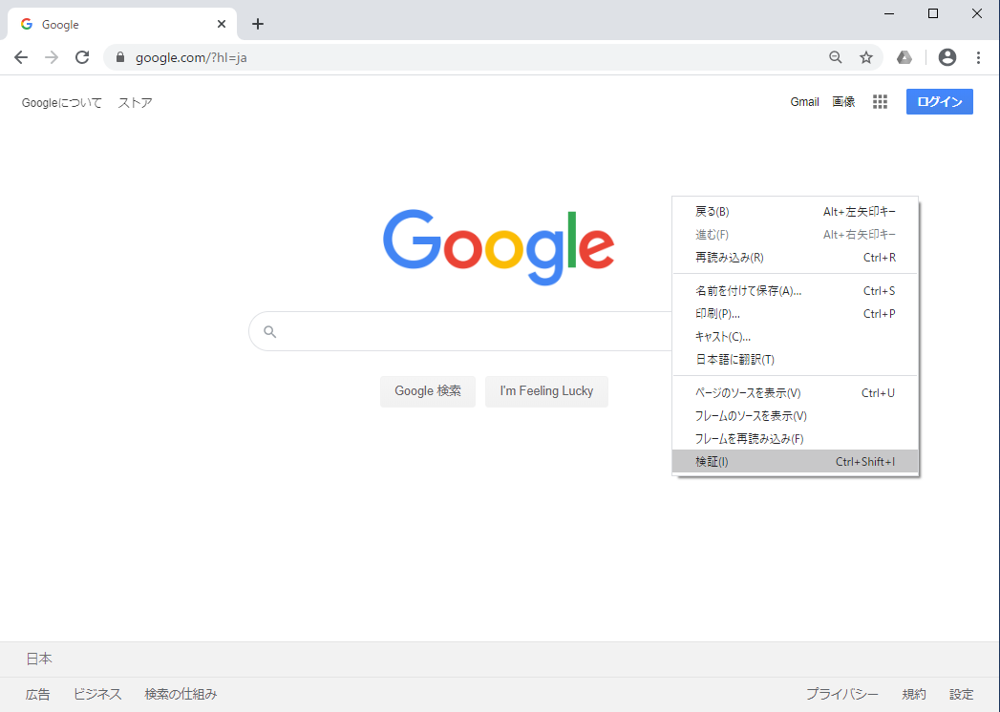 Google
google.com/?hl=ja
Googleについて ストア Gmail 画像 ログイン
Google
戻る(B) Alt+左矢印キー
進む(F) Alt+右矢印キー
再読み込み(R) Ctrl+R
名前を付けて保存(A)... Ctrl+S
印刷(P)... Ctrl+P
キャスト(C)...
日本語に翻訳(T)
ページのソースを表示(V) Ctrl+U
フレームのソースを表示(V)
フレームを再読み込み(F)
検証(I) Ctrl+Shift+I
Google 検索 I'm Feeling Lucky
日本
広告 ビジネス 検索の仕組み プライバシー 規約 設定